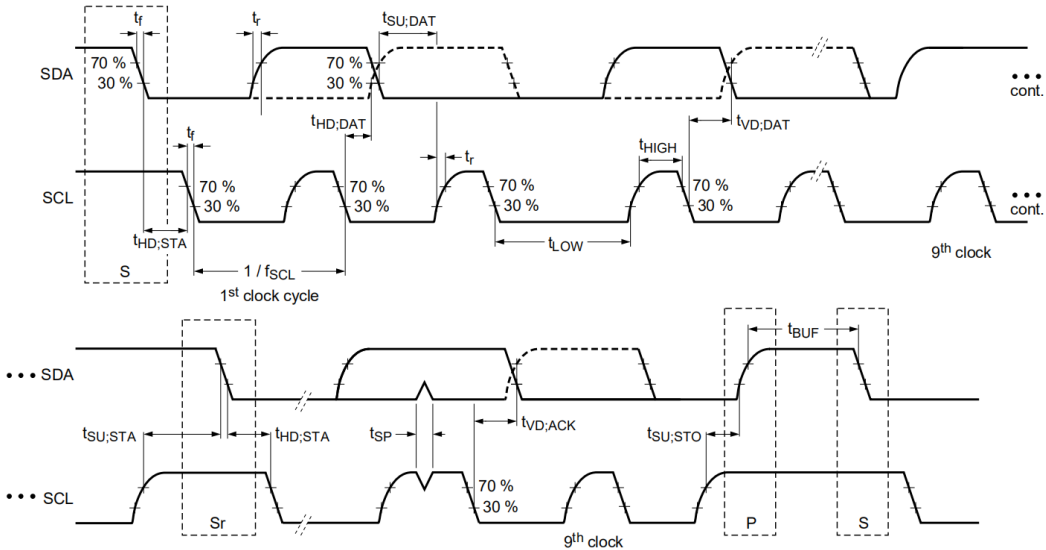 t_f t_r t_SU;DAT
SDA 70 % 30 % 70 % 30 % ••• cont.
t_HD;DAT t_VD;DAT
t_f t_r t_HIGH
SCL 70 % 30 % 70 % 30 % 70 % 30 % 70 % 30 % ••• cont.
t_HD;STA t_LOW 9th clock
S 1 / f_SCL
1st clock cycle
t_BUF
••• SDA
t_SU;STA t_HD;STA t_SP t_VD;ACK t_SU;STO
••• SCL 70 % 30 %
Sr P S
9th clock